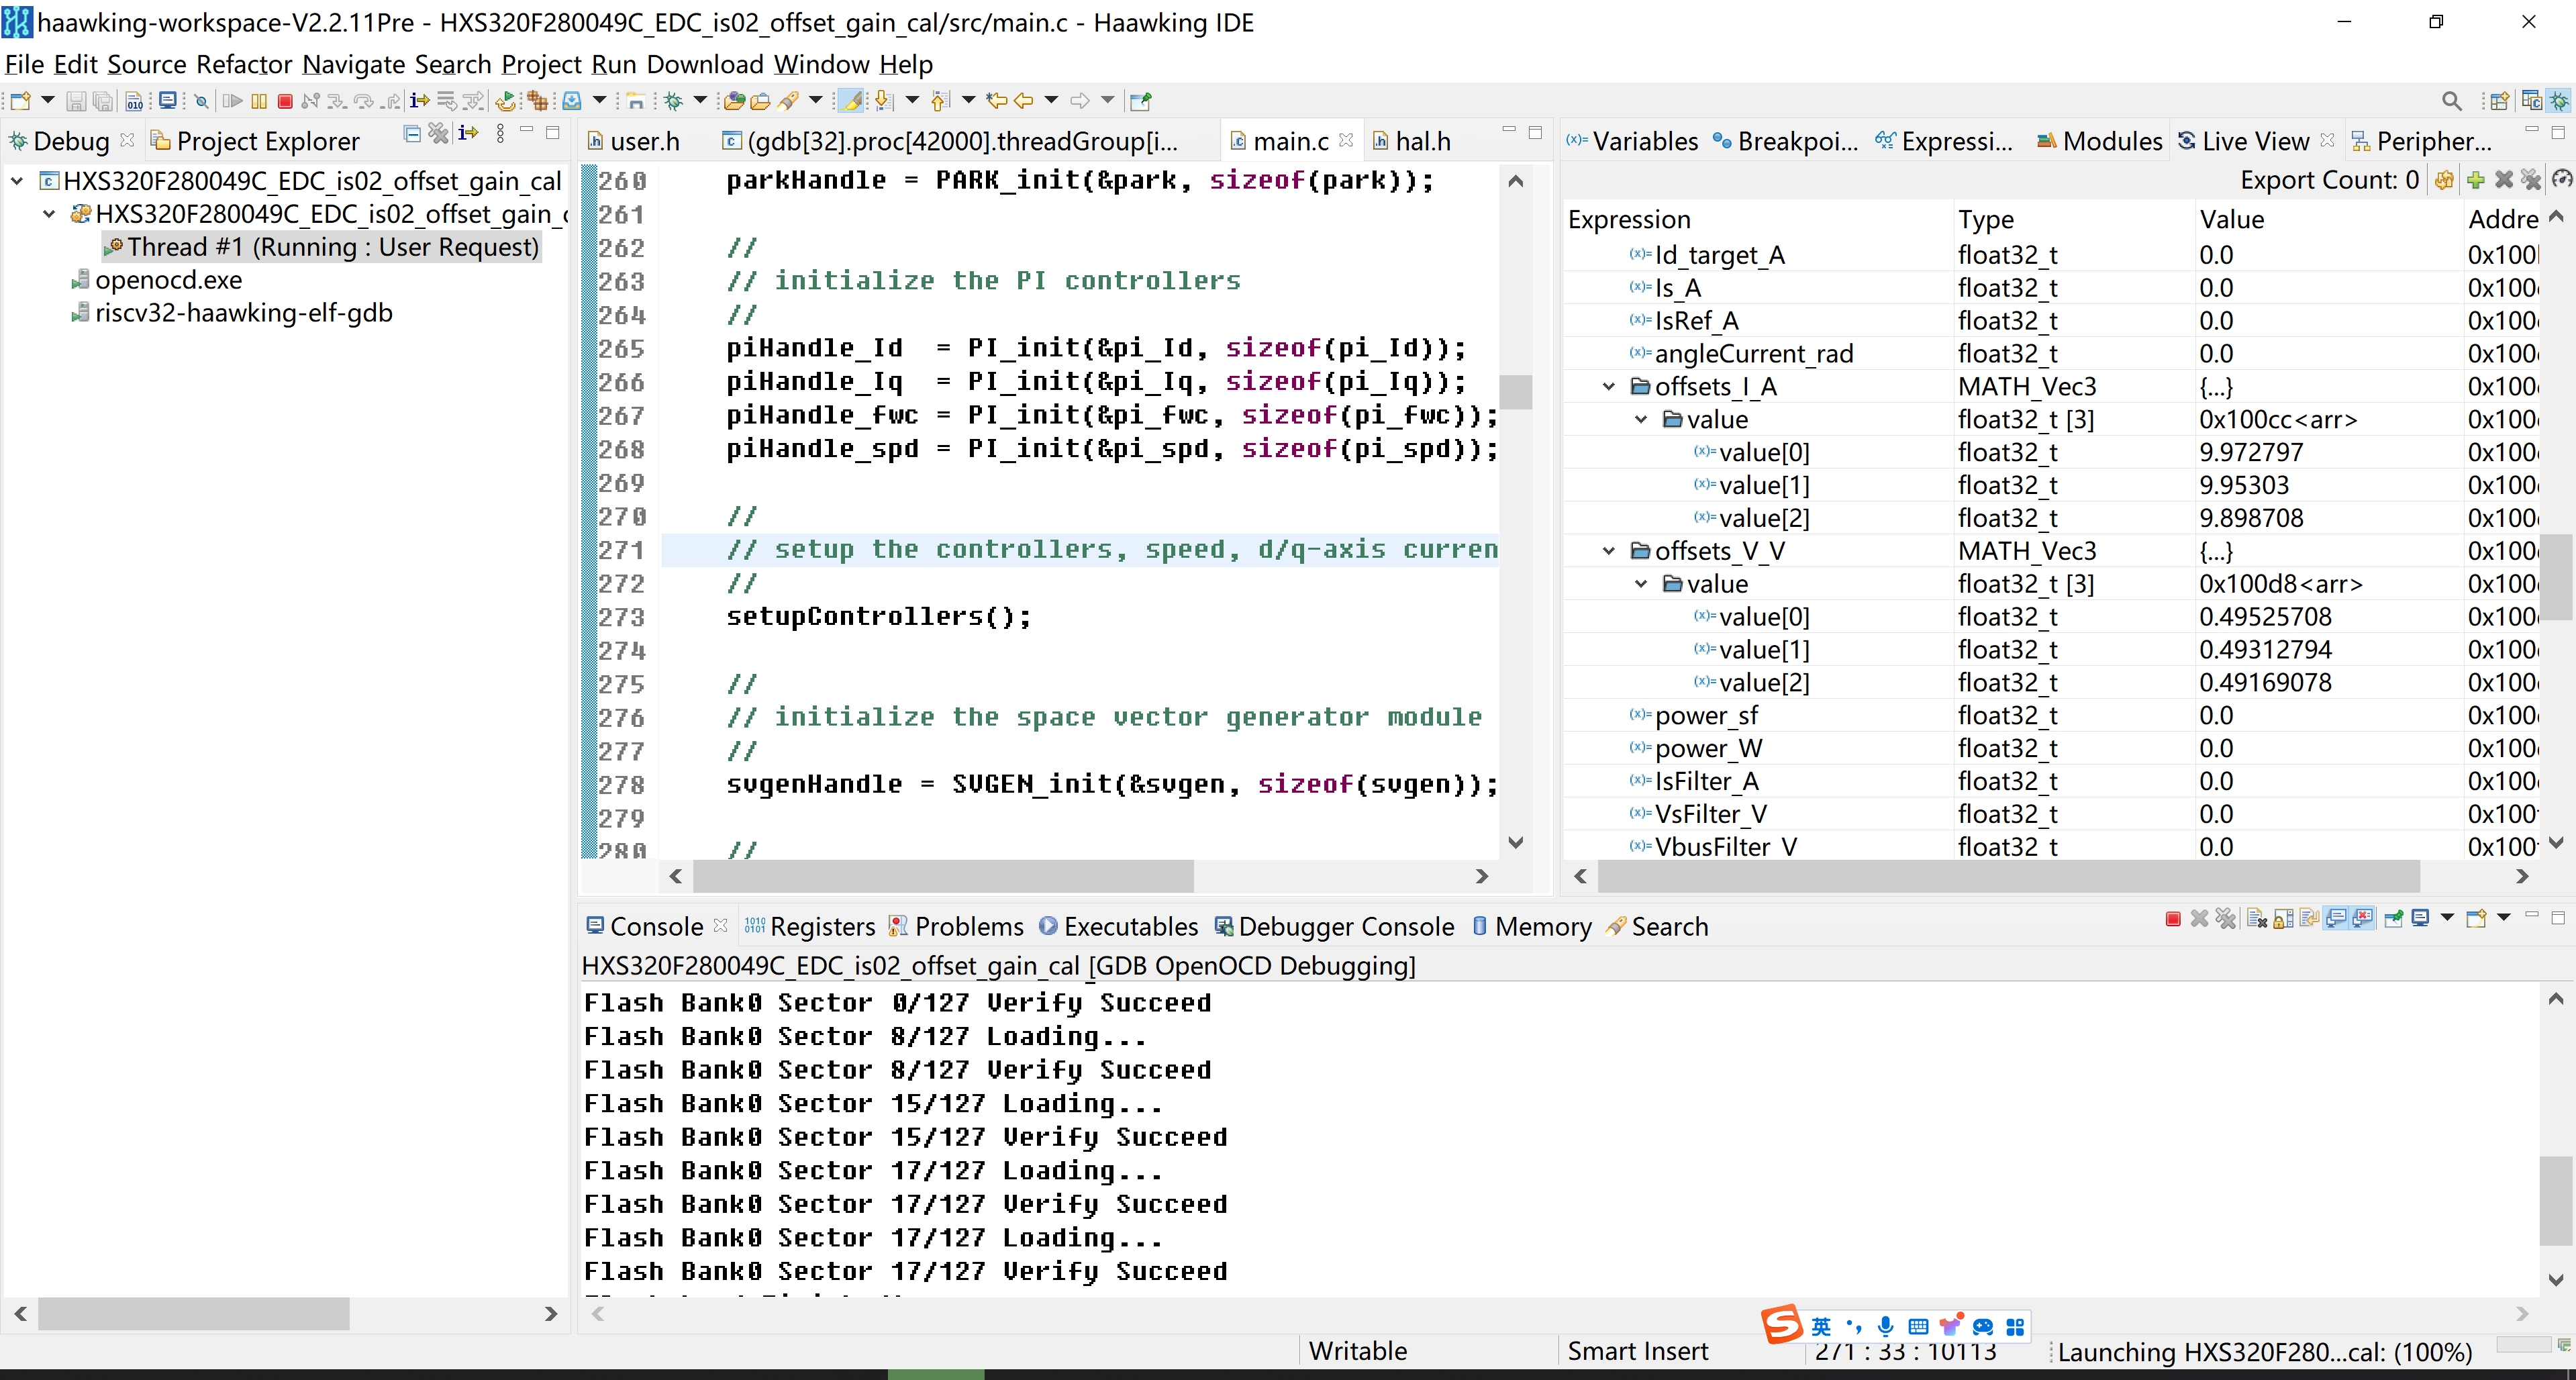 haawking-workspace-V2.2.11Pre - HXS320F280049C_EDC_is02_offset_gain_cal/src/main.c - Haawking IDE
File Edit Source Refactor Navigate Search Project Run Download Window Help
Debug Project Explorer
HXS320F280049C_EDC_is02_offset_gain_cal
HXS320F280049C_EDC_is02_offset_gain_
Thread #1 (Running : User Request)
openocd.exe
riscv32-haawking-elf-gdb
user.h (gdb[32].proc[42000].threadGroup[i... main.c hal.h
260 parkHandle = PARK_init(&park, sizeof(park));
261
262 //
263 // initialize the PI controllers
264 //
265 piHandle_Id = PI_init(&pi_Id, sizeof(pi_Id));
266 piHandle_Iq = PI_init(&pi_Iq, sizeof(pi_Iq));
267 piHandle_fwc = PI_init(&pi_fwc, sizeof(pi_fwc));
268 piHandle_spd = PI_init(&pi_spd, sizeof(pi_spd));
269
270 //
271 // setup the controllers, speed, d/q-axis curren
272 //
273 setupControllers();
274
275 //
276 // initialize the space vector generator module
277 //
278 svgenHandle = SVGEN_init(&svgen, sizeof(svgen));
279
280 //
Variables Breakpoi... Expressi... Modules Live View Peripher...
Export Count: 0
Expression Type Value Addre
Id_target_A float32_t 0.0 0x100
Is_A float32_t 0.0 0x100
IsRef_A float32_t 0.0 0x100
angleCurrent_rad float32_t 0.0 0x100
offsets_I_A MATH_Vec3 {...} 0x100
value float32_t [3] 0x100cc<arr> 0x100
value[0] float32_t 9.972797 0x100
value[1] float32_t 9.95303 0x100
value[2] float32_t 9.898708 0x100
offsets_V_V MATH_Vec3 {...} 0x100
value float32_t [3] 0x100d8<arr> 0x100
value[0] float32_t 0.49525708 0x100
value[1] float32_t 0.49312794 0x100
value[2] float32_t 0.49169078 0x100
power_sf float32_t 0.0 0x100
power_W float32_t 0.0 0x100
IsFilter_A float32_t 0.0 0x100
VsFilter_V float32_t 0.0 0x100
VbusFilter_V float32_t 0.0 0x100
Console Registers Problems Executables Debugger Console Memory Search
HXS320F280049C_EDC_is02_offset_gain_cal [GDB OpenOCD Debugging]
Flash Bank0 Sector 0/127 Verify Succeed
Flash Bank0 Sector 8/127 Loading...
Flash Bank0 Sector 8/127 Verify Succeed
Flash Bank0 Sector 15/127 Loading...
Flash Bank0 Sector 15/127 Verify Succeed
Flash Bank0 Sector 17/127 Loading...
Flash Bank0 Sector 17/127 Verify Succeed
Flash Bank0 Sector 17/127 Loading...
Flash Bank0 Sector 17/127 Verify Succeed
英
Writable Smart Insert 271 : 33 : 10113 Launching HXS320F280...cal: (100%)